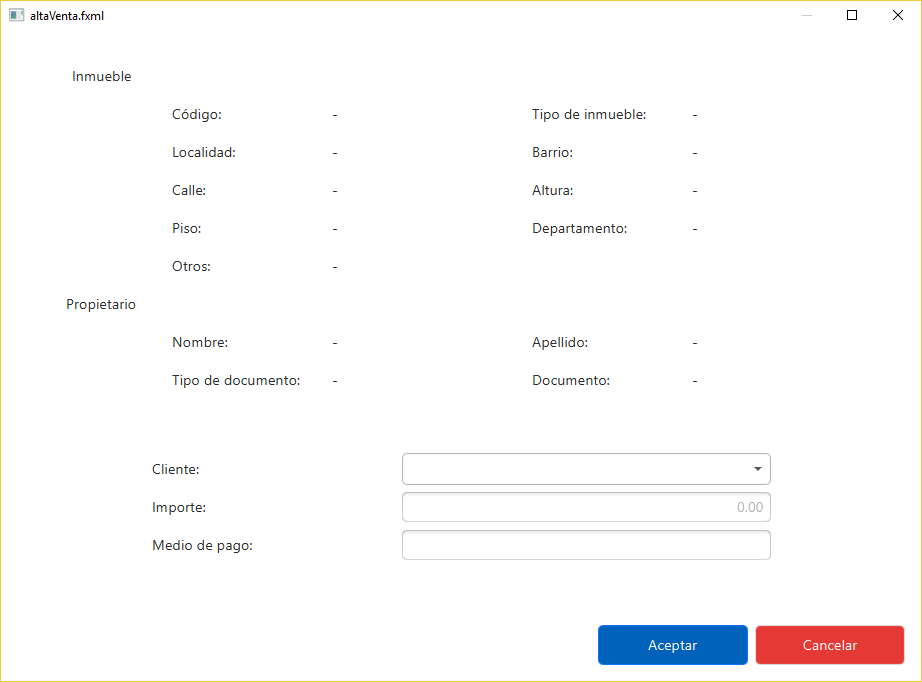 altaVenta.fxml
Inmueble
Código: - Tipo de inmueble: -
Localidad: - Barrio: -
Calle: - Altura: -
Piso: - Departamento: -
Otros: -
Propietario
Nombre: - Apellido: -
Tipo de documento: - Documento: -
Cliente:
Importe: 0.00
Medio de pago:
Aceptar Cancelar